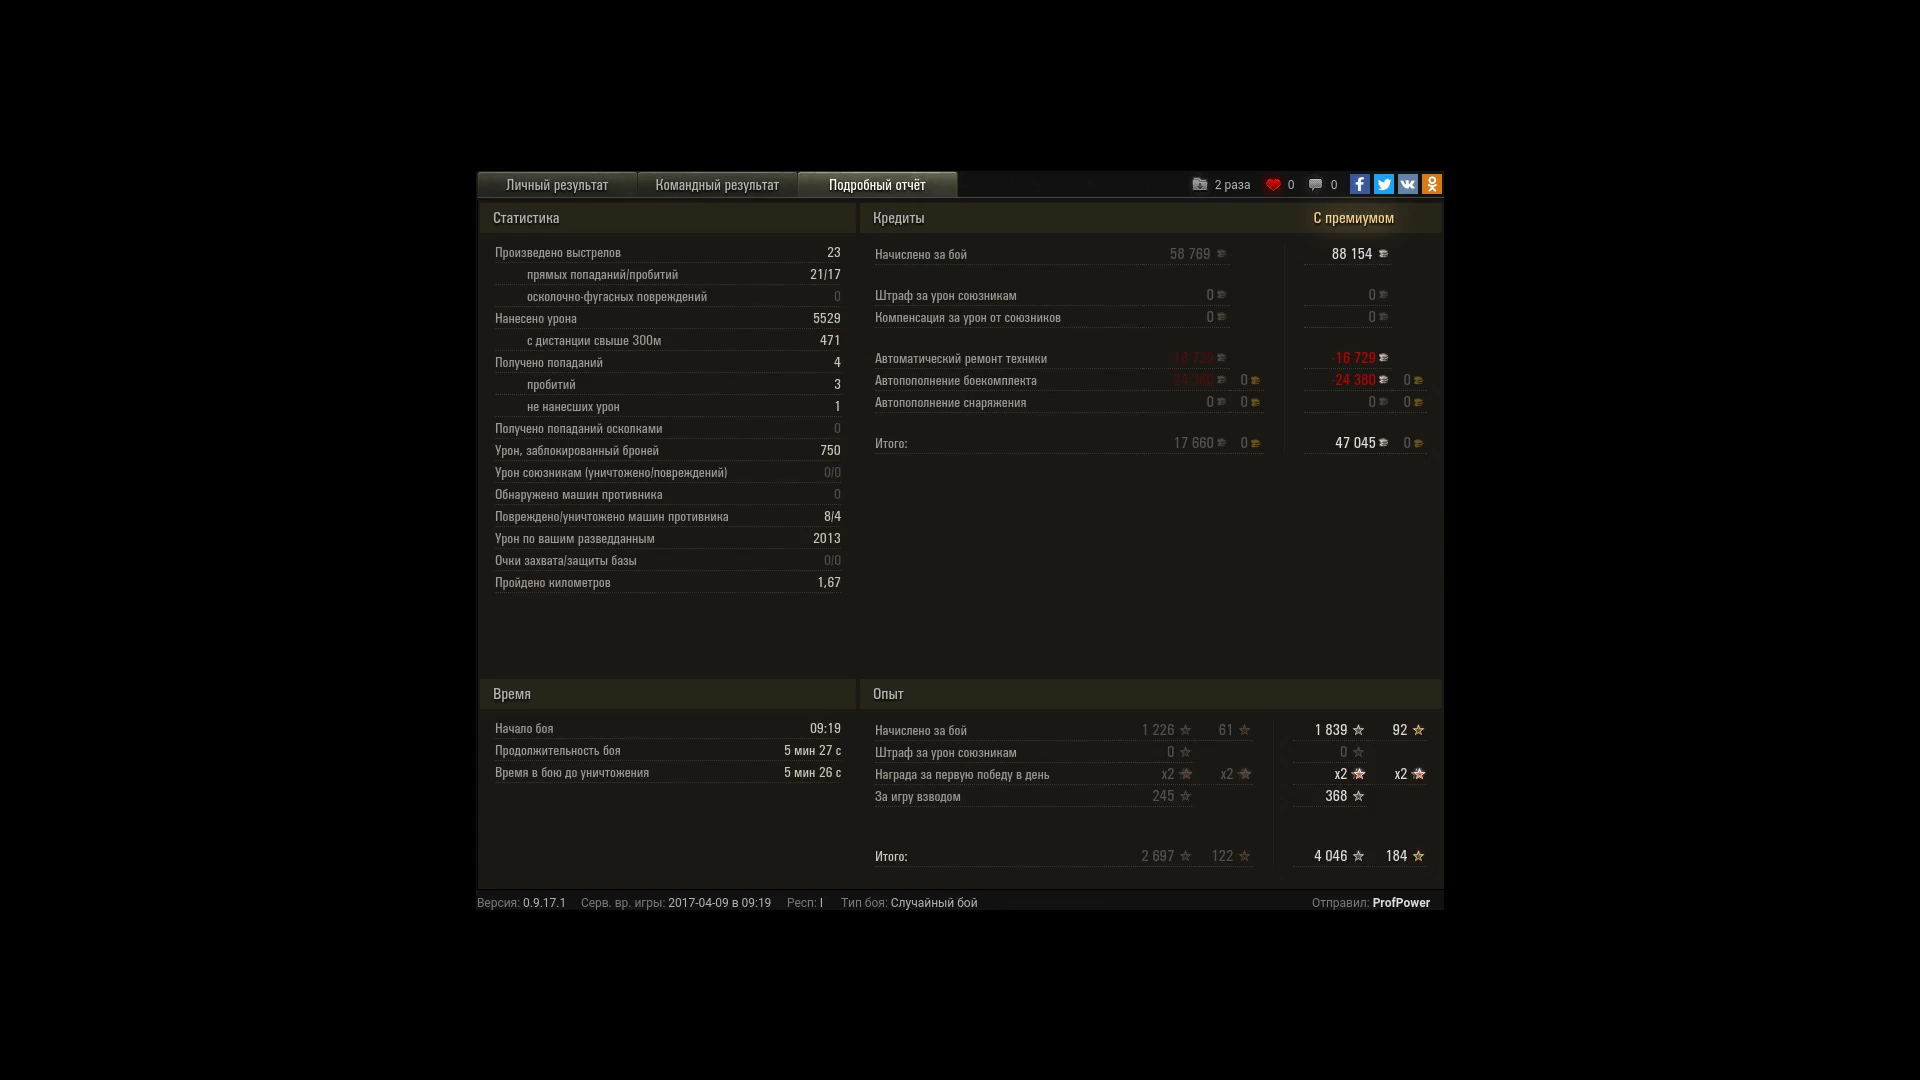 Личный результат Командный результат Подробный отчёт 2 раза 0 0
Статистика
Произведено выстрелов 23
прямых попаданий/пробитий 21/17
осколочно-фугасных повреждений 0
Нанесено урона 5529
с дистанции свыше 300м 471
Получено попаданий 4
пробитий 3
не нанесших урон 1
Получено попаданий осколками 0
Урон, заблокированный броней 750
Урон союзникам (уничтожено/повреждений) 0/0
Обнаружено машин противника 0
Повреждено/уничтожено машин противника 8/4
Урон по вашим разведданным 2013
Очки захвата/защиты базы 0/0
Пройдено километров 1,67
Кредиты С премиумом
Начислено за бой 58 769 88 154
Штраф за урон союзникам 0 0
Компенсация за урон от союзников 0 0
Автоматический ремонт техники -16 729 -16 729
Автопополнение боекомплекта -24 380 0 -24 380 0
Автопополнение снаряжения 0 0 0 0
Итого: 17 660 0 47 045 0
Время
Начало боя 09:19
Продолжительность боя 5 мин 27 с
Время в бою до уничтожения 5 мин 26 с
Опыт
Начислено за бой 1 226 61 1 839 92
Штраф за урон союзникам 0 0
Награда за первую победу в день x2 x2 x2 x2
За игру взводом 245 368
Итого: 2 697 122 4 046 184
Версия: 0.9.17.1 Серв. вр. игры: 2017-04-09 в 09:19 Респ: I Тип боя: Случайный бой Отправил: ProfPower